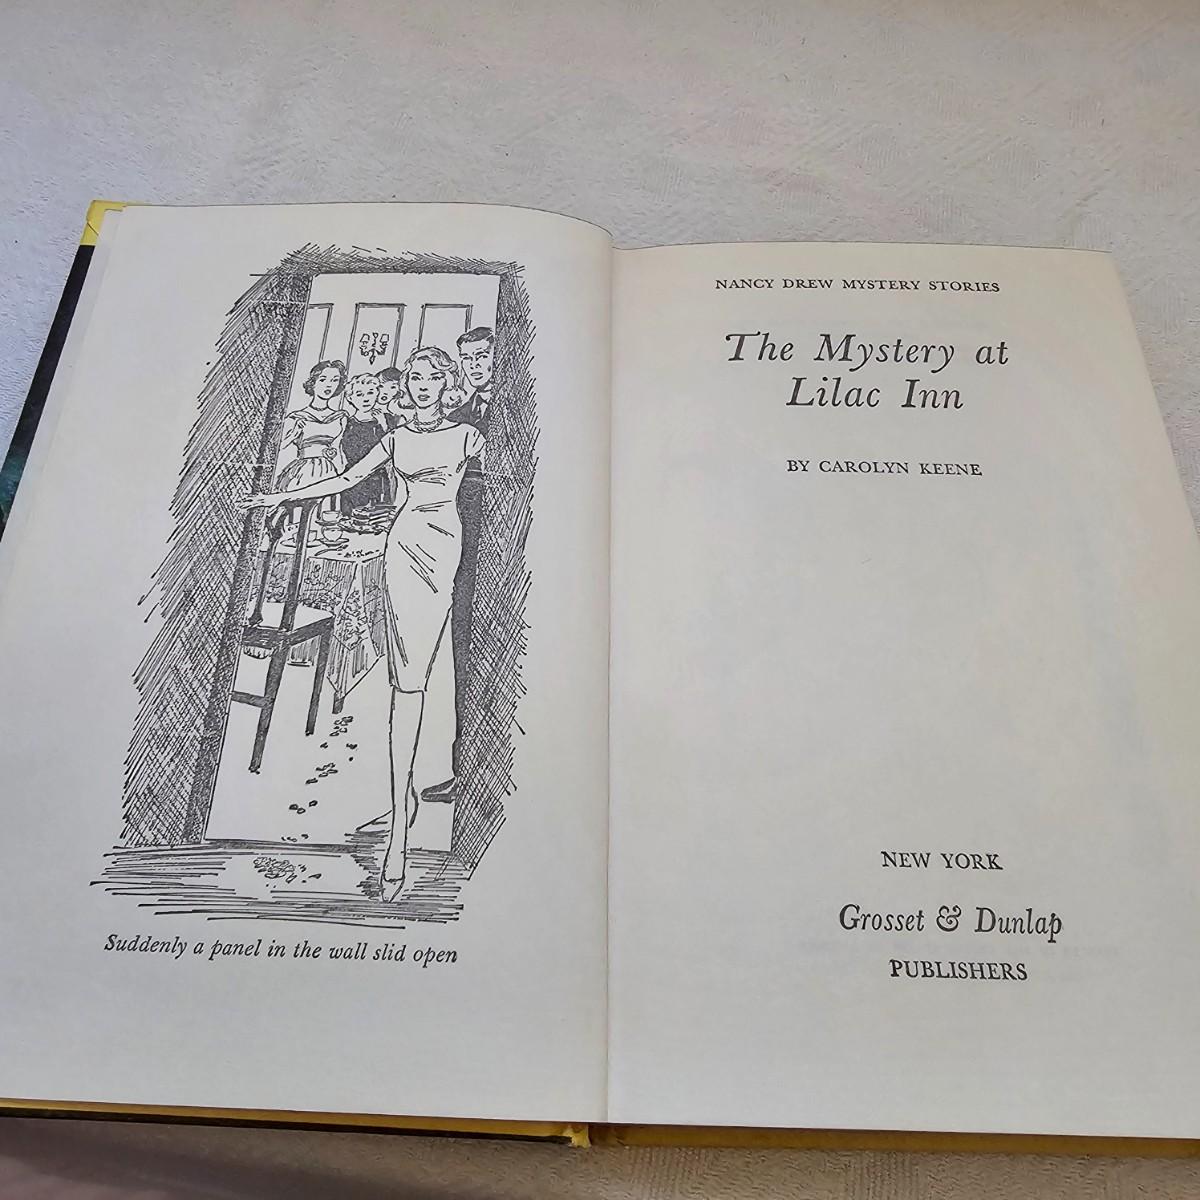 Suddenly a panel in the wall slid open
NANCY DREW MYSTERY STORIES
The Mystery at
Lilac Inn
BY CAROLYN KEENE
NEW YORK
Grosset & Dunlap
PUBLISHERS